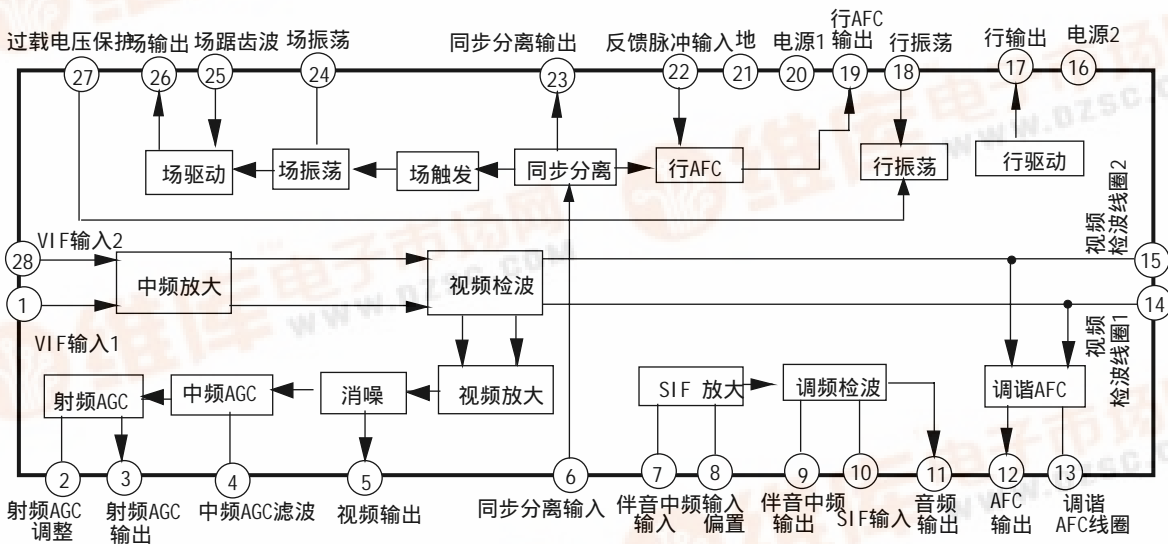 过载电压保护
场输出
场踞齿波
场振荡
同步分离输出
反馈脉冲输入
地
电源1
行AFC
输出
行振荡
行输出
电源2
27
26
25
24
23
22
21
20
19
18
17
16
场驱动
场振荡
场触发
同步分离
行AFC
行振荡
行驱动
视频
检波线圈2
VIF输入2
28
中频放大
视频检波
15
1
14
VIF输入1
视频
检波线圈1
射频AGC
中频AGC
消噪
视频放大
SIF 放大
调频检波
调谐AFC
2
3
4
5
6
7
8
9
10
11
12
13
射频AGC
调整
射频AGC
输出
中频AGC滤波
视频输出
同步分离输入
伴音中频
输入
输入
偏置
伴音中频
输出
SIF输入
音频
输出
AFC
输出
调谐
AFC线圈
维库电子市场网
WWW.DZSC.COM